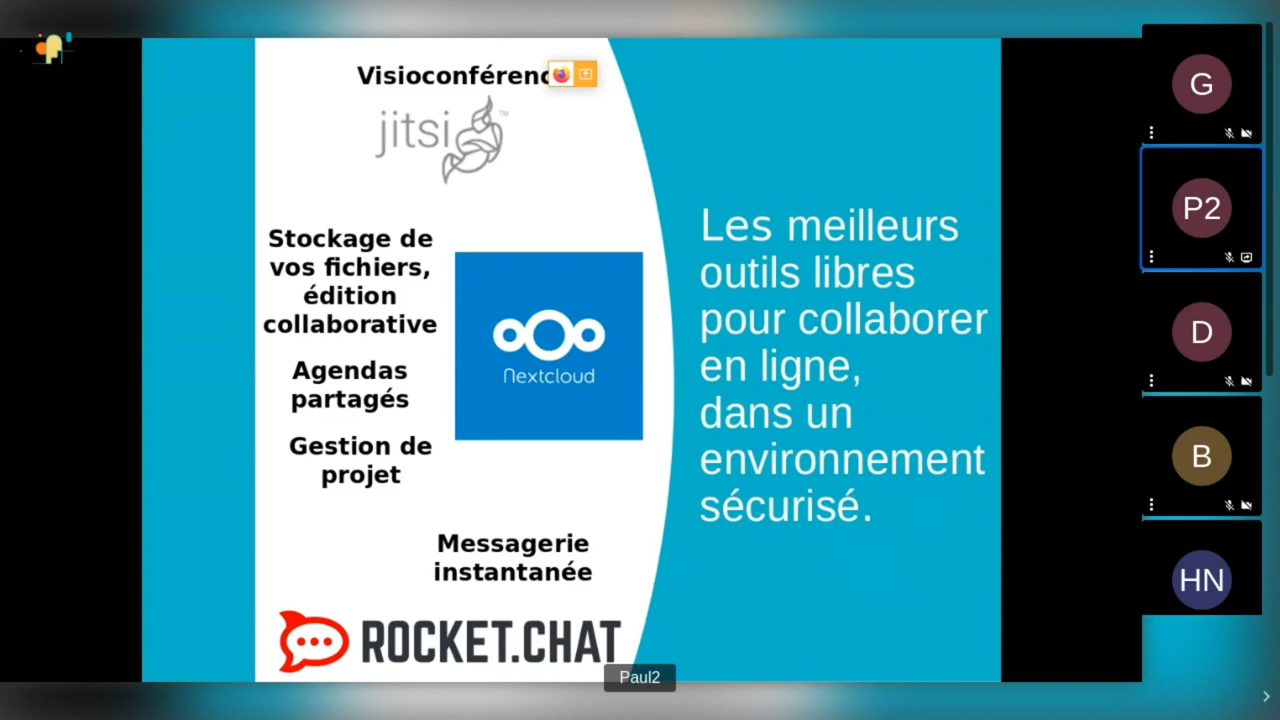 Visioconférenc
jitsi™
Stockage de
vos fichiers,
édition
collaborative
Nextcloud
Agendas
partagés
Gestion de
projet
Messagerie
instantanée
ROCKET.CHAT
Les meilleurs
outils libres
pour collaborer
en ligne,
dans un
environnement
sécurisé.
Paul2
G
P2
D
B
HN